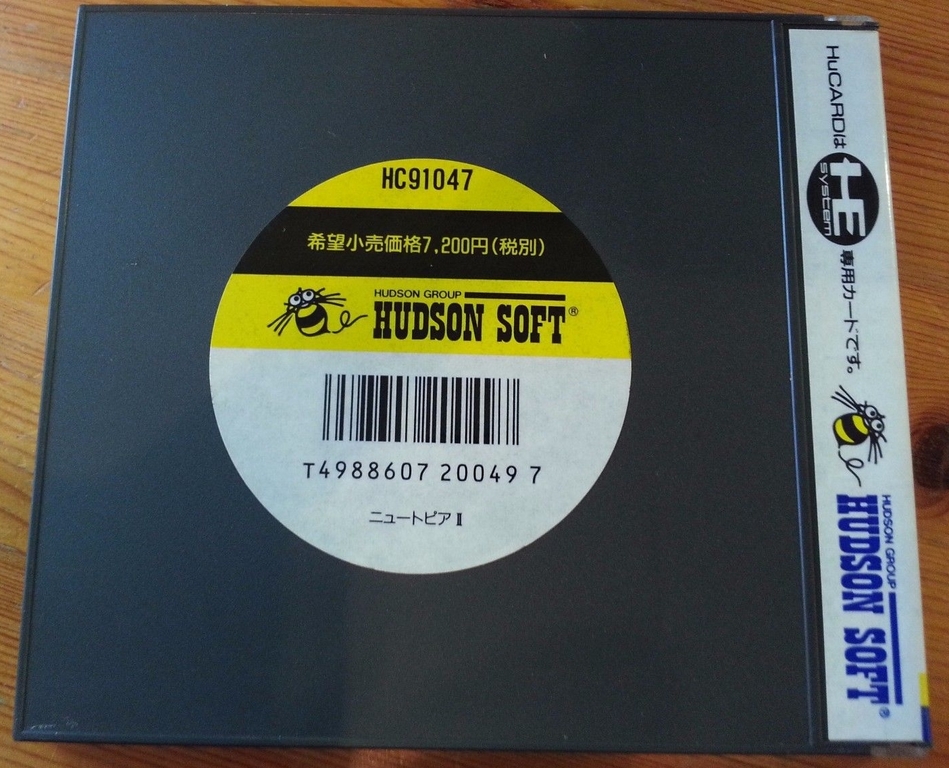 HC91047
希望小売価格7,200円(税別)
HUDSON GROUP
HUDSON SOFT®
T4988607 20049 7
ニュートピアⅡ
HuCARDは HE system 専用カードです。
HUDSON GROUP
HUDSON SOFT®